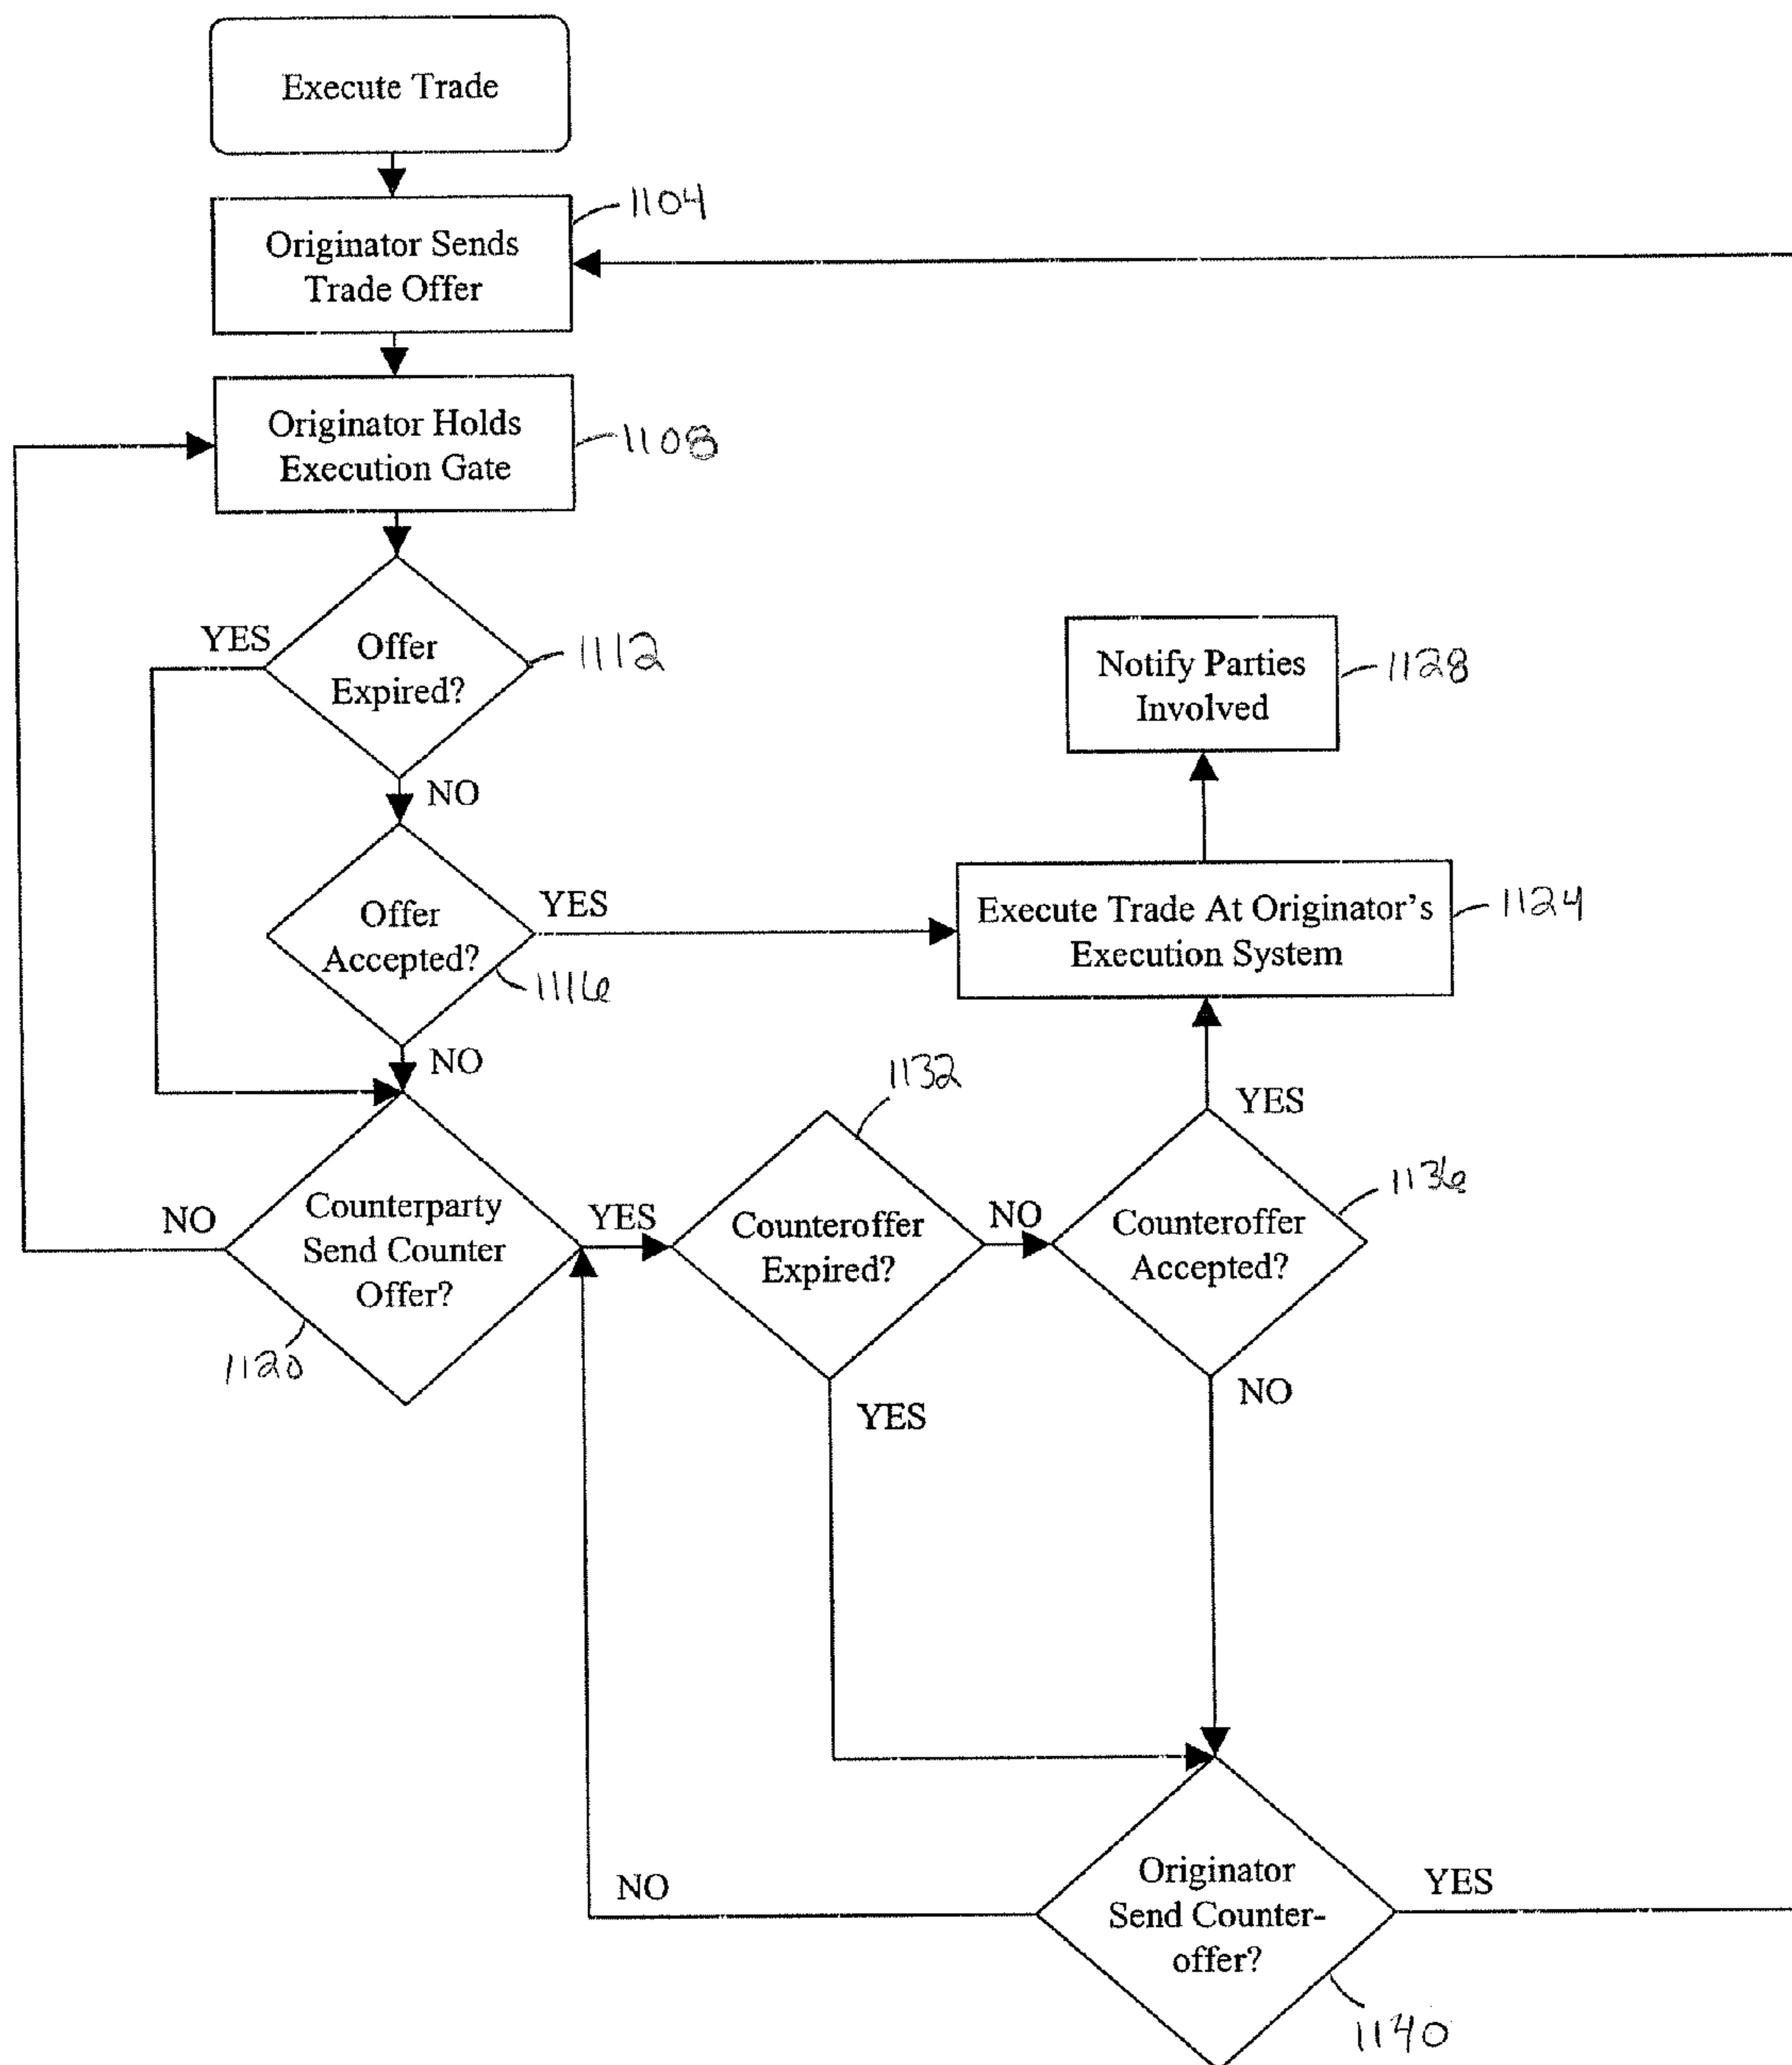 Execute Trade
1104
Originator Sends
Trade Offer
1108
Originator Holds
Execution Gate
YES
Offer
Expired?
1112
NO
Notify Parties
Involved
1128
Offer
Accepted?
YES
1116
NO
Execute Trade At Originator's
Execution System
1124
1132
YES
1136
NO
Counterparty
Send Counter
Offer?
YES
1120
Counteroffer
Expired?
NO
YES
Counteroffer
Accepted?
NO
NO
Originator
Send Counter-
offer?
YES
1140